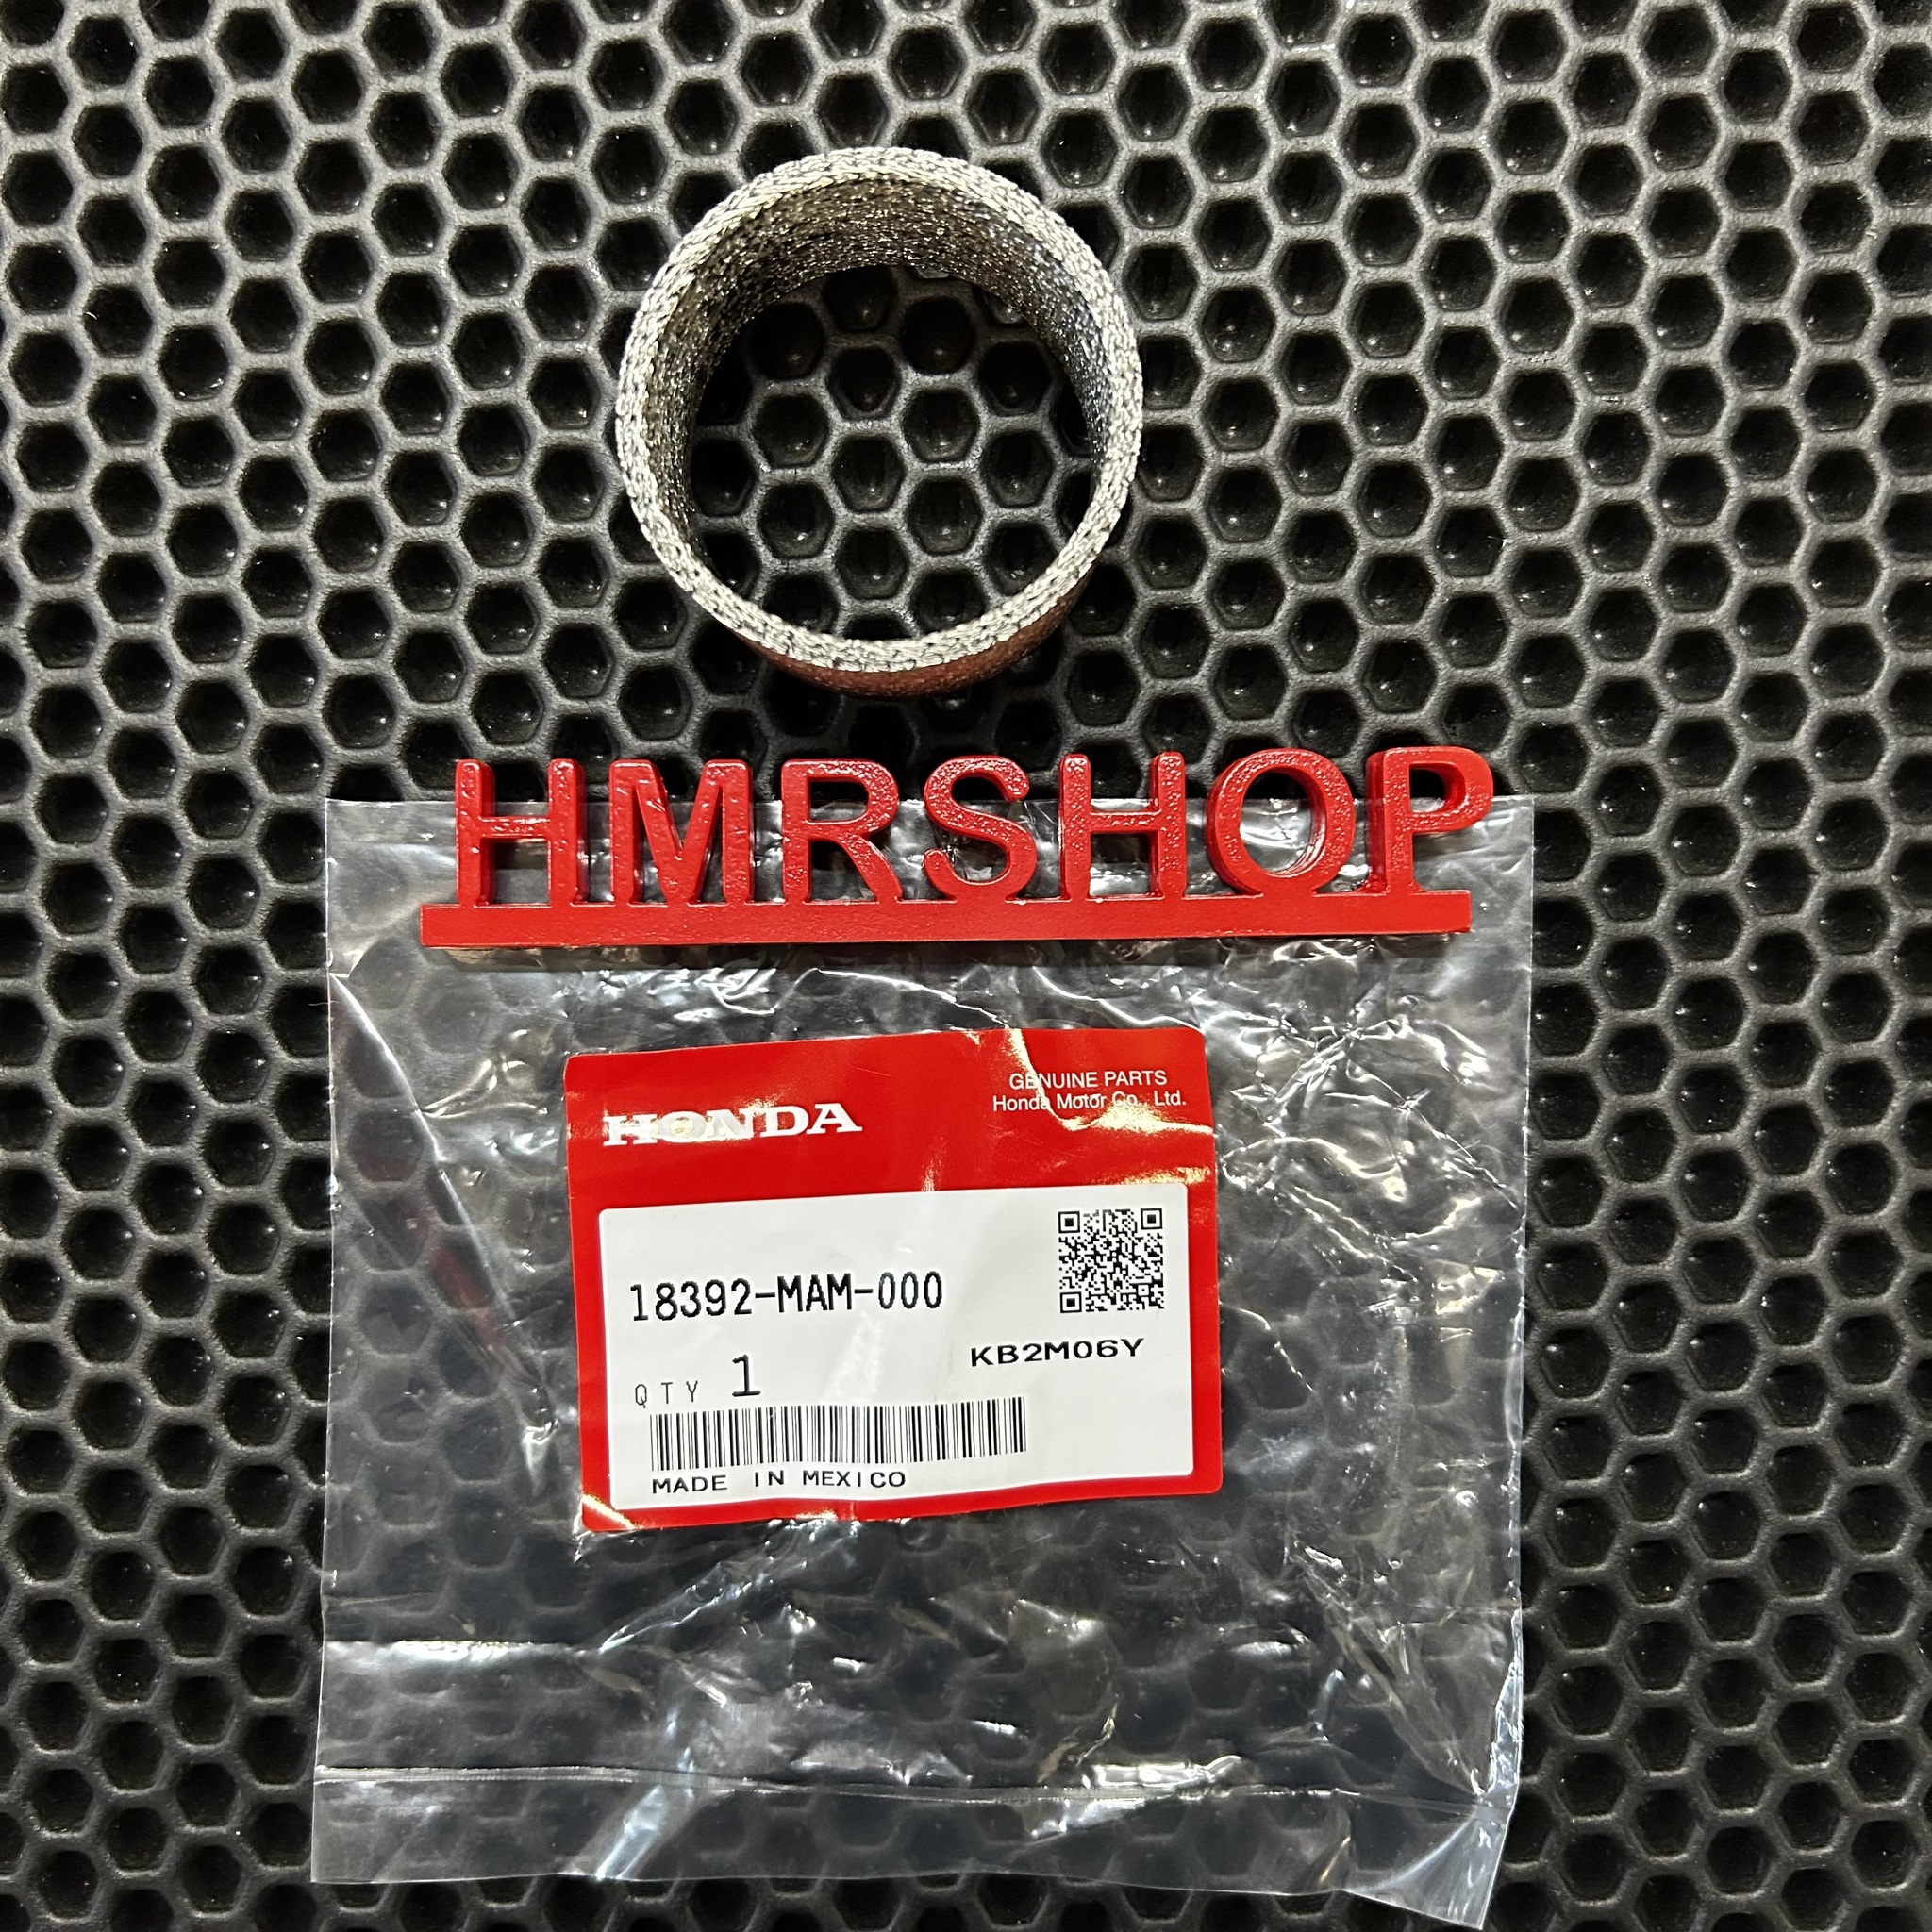 HMRSHOP
HONDA
GENUINE PARTS
Honda Motor Co., Ltd.
18392-MAM-000
KB2M06Y
QTY 1
MADE IN MEXICO